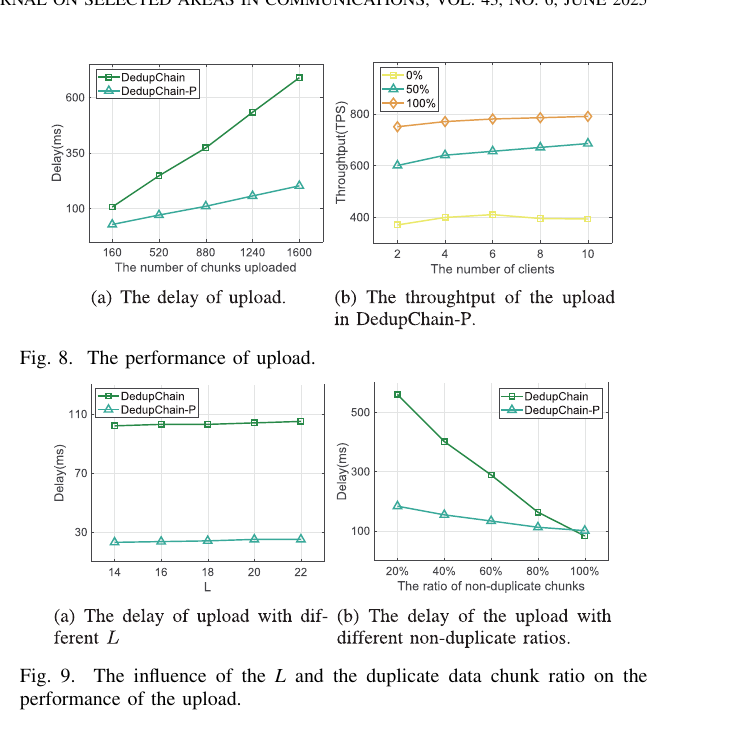 RNAL ON SELECTED AREAS IN COMMUNICATIONS, VOL. 43, NO. 6, JUNE 2025
DedupChain
DedupChain-P
600
350
100
Delay(ms)
160 520 880 1240 1600
The number of chunks uploaded
(a) The delay of upload.
0%
50%
100%
800
600
400
Throughtput(TPS)
2 4 6 8 10
The number of clients
(b) The throughtput of the upload
in DedupChain-P.
Fig. 8. The performance of upload.
DedupChain
DedupChain-P
110
70
30
Delay(ms)
14 16 18 20 22
L
(a) The delay of upload with dif-
ferent L
DedupChain
DedupChain-P
500
300
100
Delay(ms)
20% 40% 60% 80% 100%
The ratio of non-duplicate chunks
(b) The delay of the upload with
different non-duplicate ratios.
Fig. 9. The influence of the L and the duplicate data chunk ratio on the
performance of the upload.